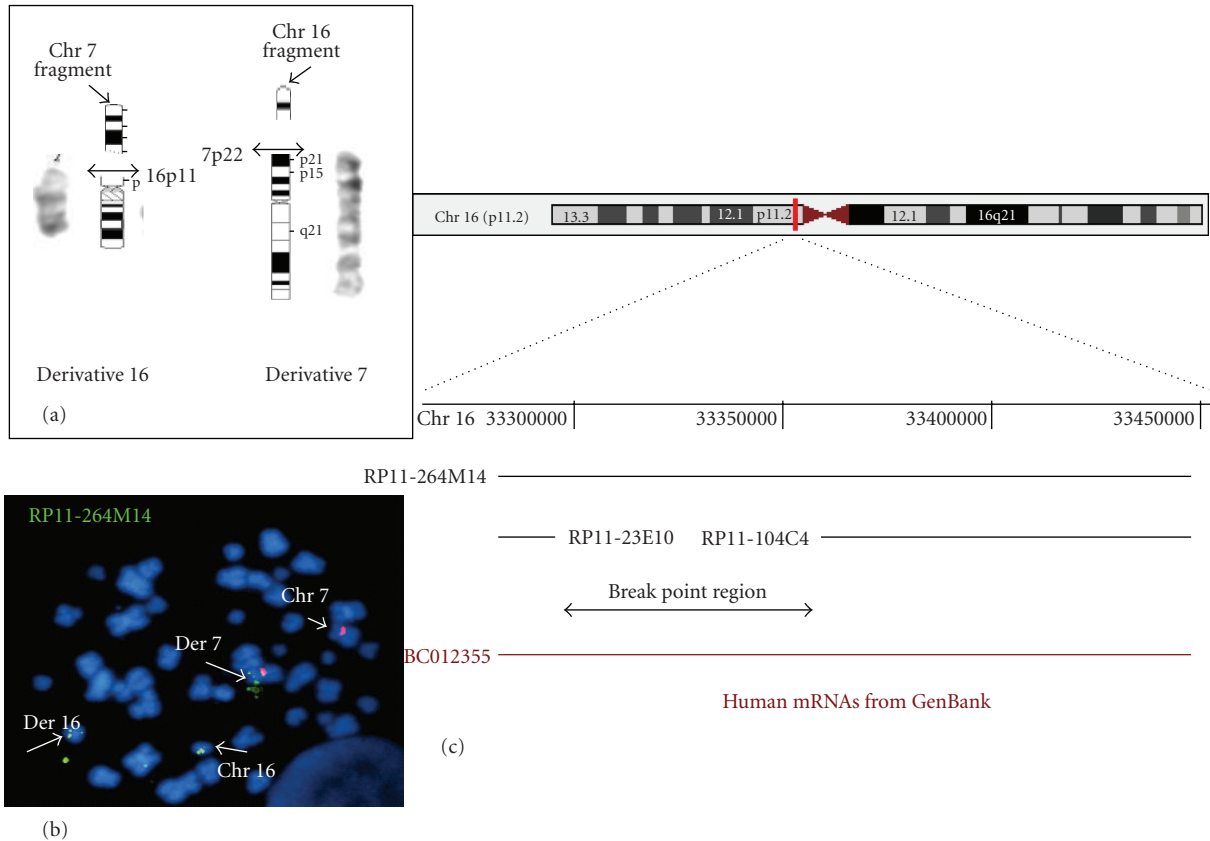 Chr 7
fragment
Chr 16
fragment
16p11
p
7p22
p21
p15
q21
Derivative 16
Derivative 7
(a)
Chr 16 (p11.2)
13.3
12.1
p11.2
12.1
16q21
Chr 16
33300000
33350000
33400000
33450000
RP11-264M14
RP11-23E10
RP11-104C4
Break point region
BC012355
Human mRNAs from GenBank
(c)
RP11-264M14
Chr 7
Der 7
Der 16
Chr 16
(b)